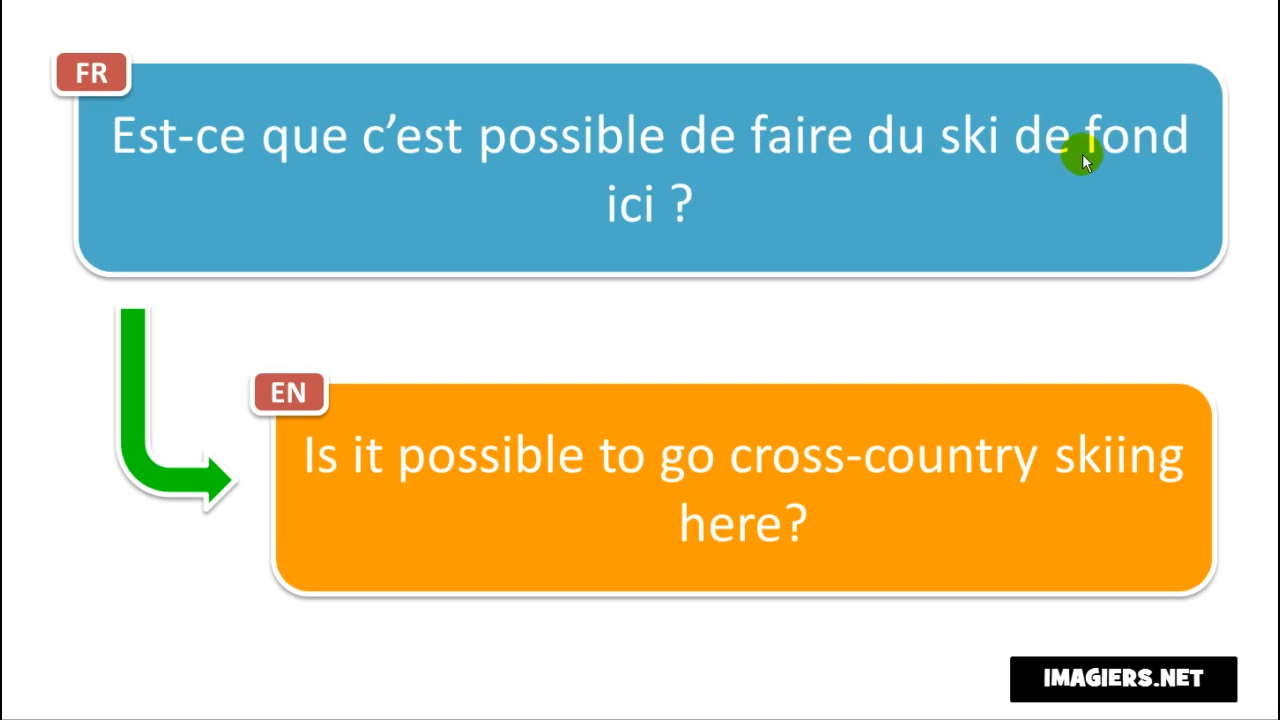 FR
Est-ce que c’est possible de faire du ski de fond
ici ?
EN
Is it possible to go cross-country skiing
here?
IMAGIERS.NET